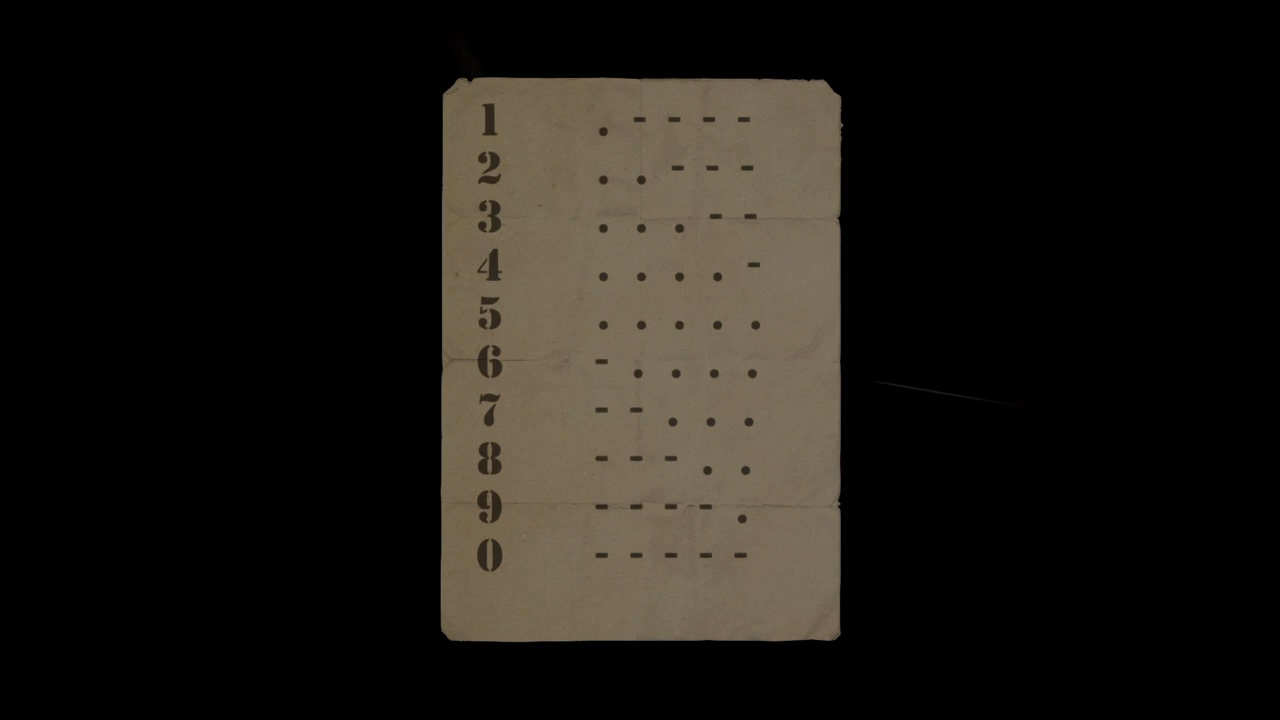 1 . - - - -
2 . . - - -
3 . . . - -
4 . . . . -
5 . . . . .
6 - . . . .
7 - - . . .
8 - - - . .
9 - - - - .
0 - - - - -